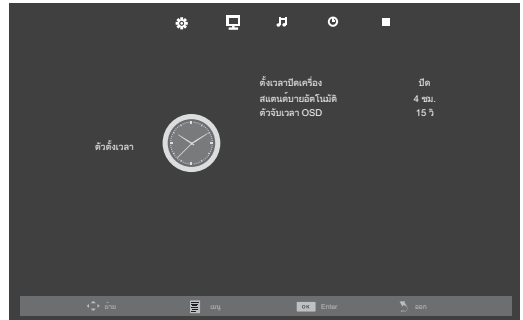 ตั้งเวลาปิดเครื่อง ปิด
สแตนด์บายอัตโนมัติ 4 ชม.
ตัวจับเวลา OSD 15 วิ
ตัวตั้งเวลา
ย้าย เมนู OK Enter ออก